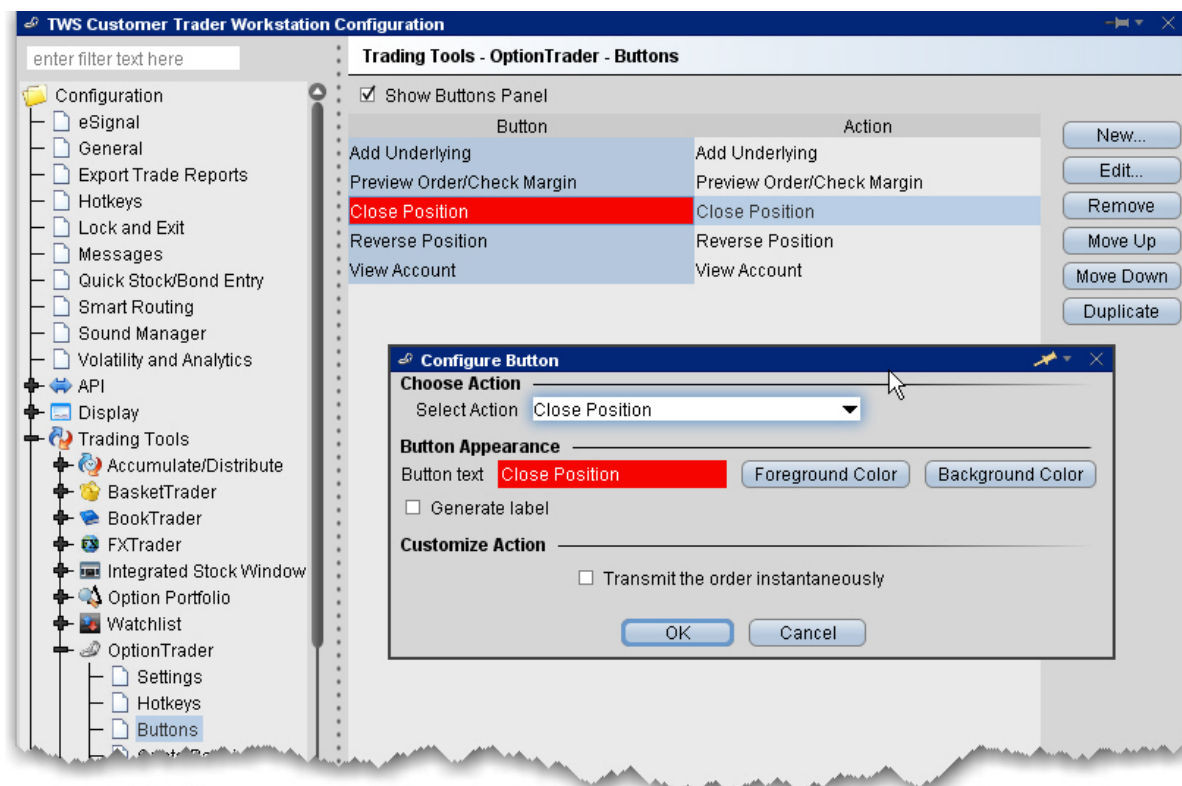 TWS Customer Trader Workstation Configuration
enter filter text here
Configuration
eSignal
General
Export Trade Reports
Hotkeys
Lock and Exit
Messages
Quick Stock/Bond Entry
Smart Routing
Sound Manager
Volatility and Analytics
API
Display
Trading Tools
Accumulate/Distribute
BasketTrader
BookTrader
FXTrader
Integrated Stock Window
Option Portfolio
Watchlist
OptionTrader
Settings
Hotkeys
Buttons
Trading Tools - OptionTrader - Buttons
Show Buttons Panel
Button Action
Add Underlying Add Underlying
Preview Order/Check Margin Preview Order/Check Margin
Close Position Close Position
Reverse Position Reverse Position
View Account View Account
New...
Edit...
Remove
Move Up
Move Down
Duplicate
Configure Button
Choose Action
Select Action Close Position
Button Appearance
Button text Close Position Foreground Color Background Color
Generate label
Customize Action
Transmit the order instantaneously
OK Cancel